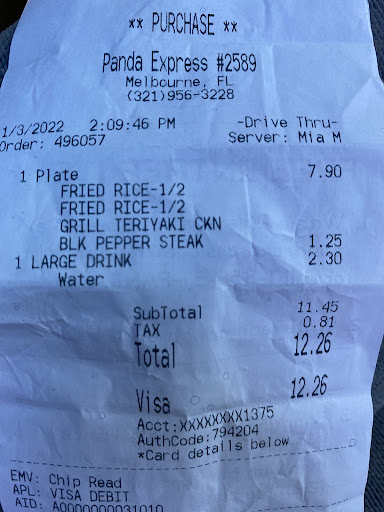 ** PURCHASE **
Panda Express #2589
Melbourne, FL
(321)956-3228
1/3/2022 2:09:46 PM -Drive Thru-
Order: 496057 Server: Mia M
1 Plate 7.90
FRIED RICE-1/2
FRIED RICE-1/2
GRILL TERIYAKI CKN
BLK PEPPER STEAK 1.25
1 LARGE DRINK 2.30
Water
SubTotal 11.45
TAX 0.81
Total 12.26
Visa 12.26
Acct:XXXXXXXX1375
AuthCode:794204
*Card details below
EMV: Chip Read
APL: VISA DEBIT
AID: A0000000031010